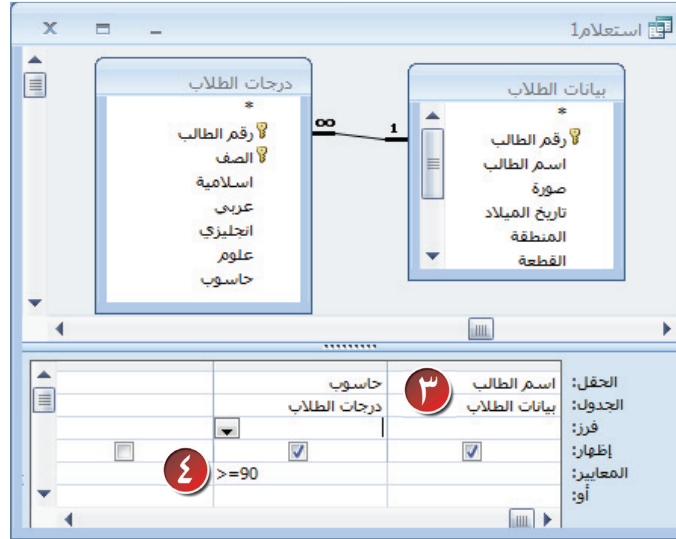 استعلام1
بيانات الطلاب
*
رقم الطالب
اسم الطالب
صورة
تاريخ الميلاد
المنطقة
القطعة
1
∞
درجات الطلاب
*
رقم الطالب
الصف
اسلامية
عربي
انجليزي
علوم
حاسوب
الحقل: اسم الطالب ٣ حاسوب
الجدول: بيانات الطلاب درجات الطلاب
فرز:
إظهار:
المعايير: >=90 ٤
أو: